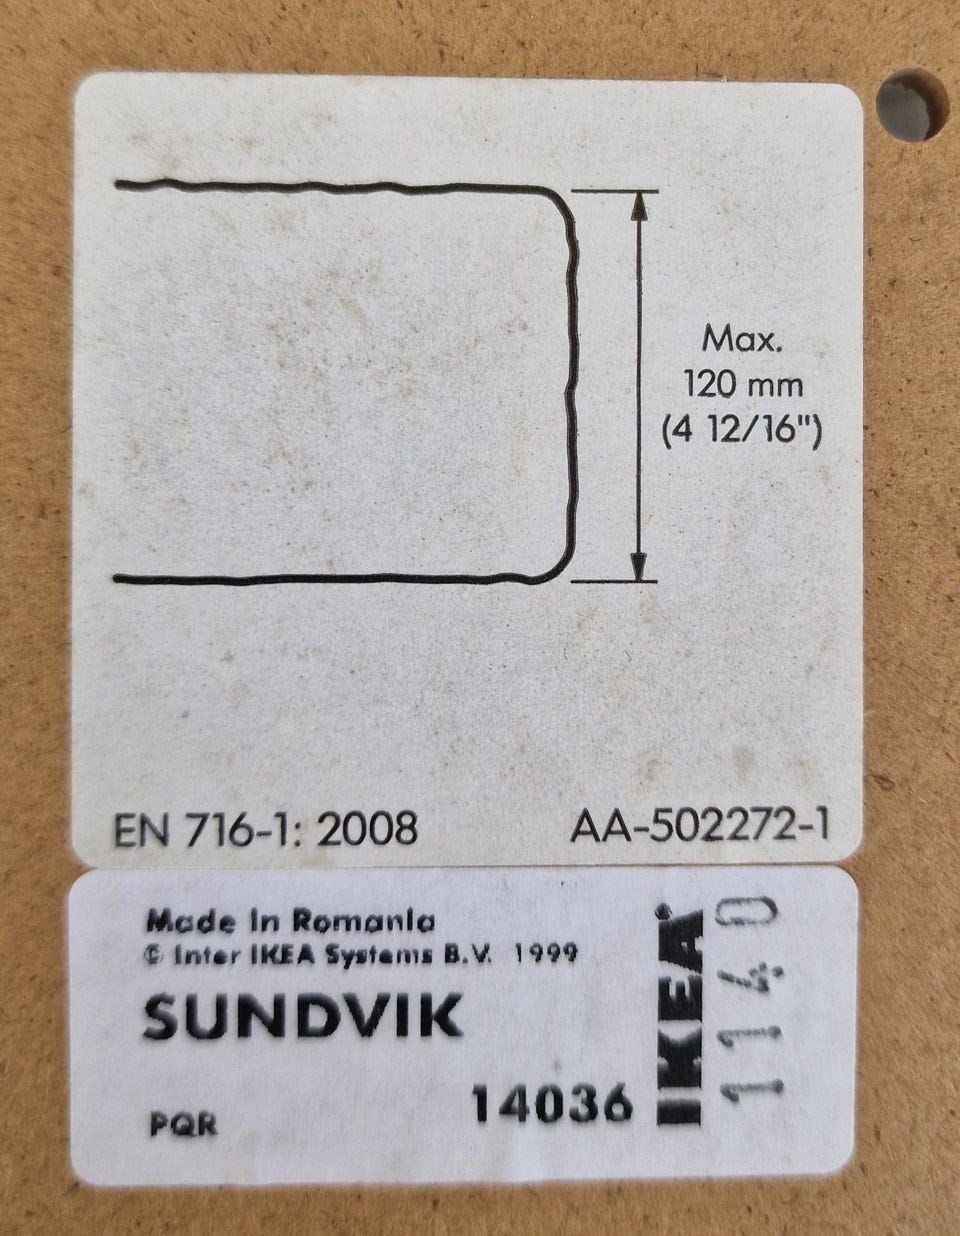 Max.
120 mm
(4 12/16")
EN 716-1: 2008
AA-502272-1
Made in Romania
© Inter IKEA Systems B.V. 1999
SUNDVIK
14036
PQR
IKEA®
1140